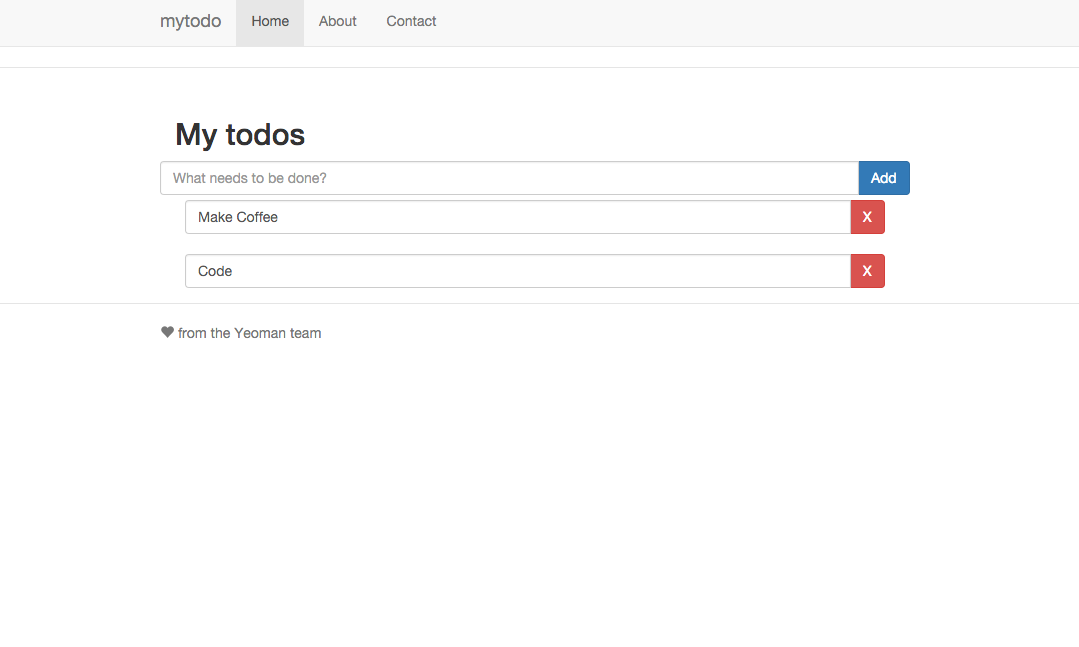 mytodo Home About Contact
My todos
What needs to be done? Add
Make Coffee X
Code X
from the Yeoman team